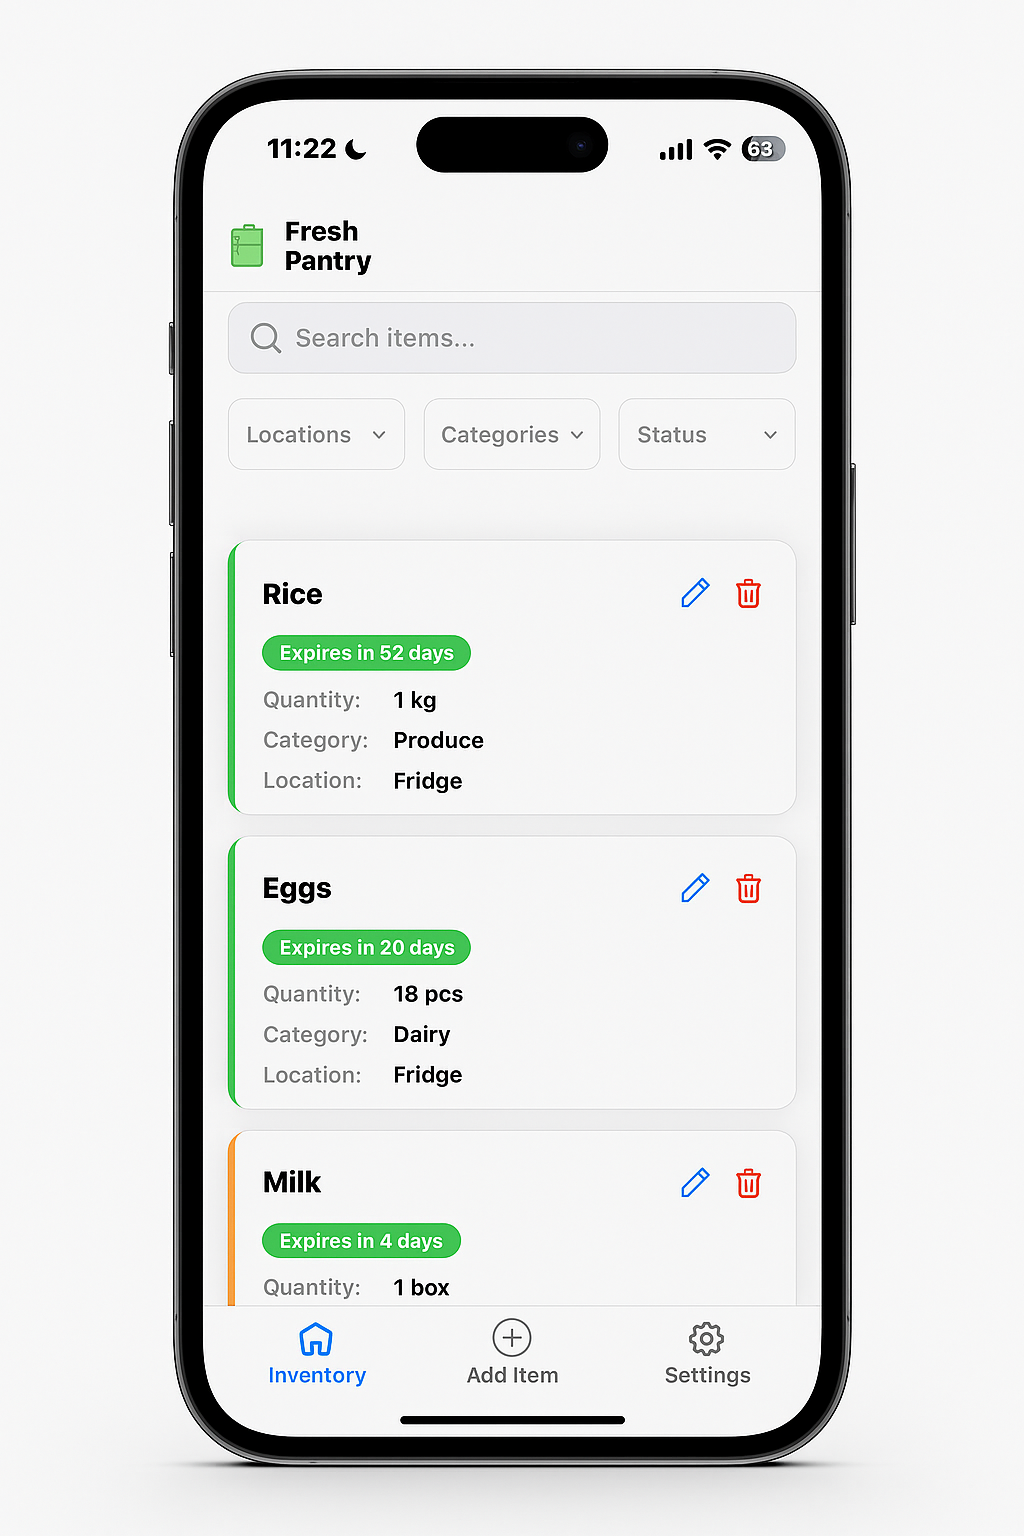 11:22
63
Fresh
Pantry
Search items...
Locations Categories Status
Rice
Expires in 52 days
Quantity: 1 kg
Category: Produce
Location: Fridge
Eggs
Expires in 20 days
Quantity: 18 pcs
Category: Dairy
Location: Fridge
Milk
Expires in 4 days
Quantity: 1 box
Inventory Add Item Settings